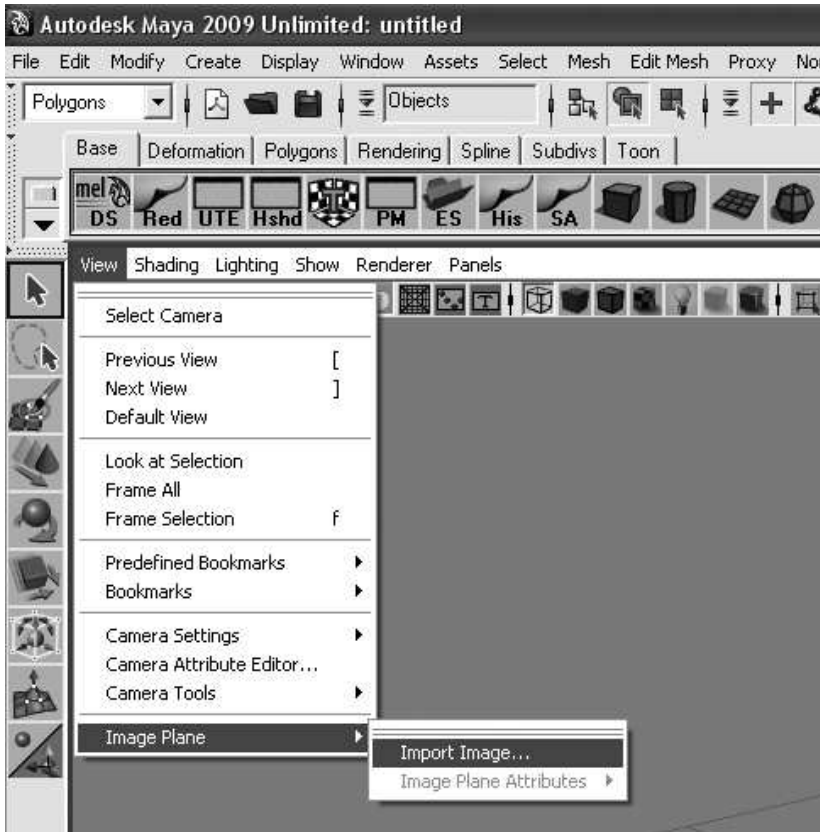 Autodesk Maya 2009 Unlimited: untitled
File Edit Modify Create Display Window Assets Select Mesh Edit Mesh Proxy
Polygons Objects
Base Deformation Polygons Rendering Spline Subdivs Toon
mel
DS Red UTE Hshd PM ES His SA
View Shading Lighting Show Renderer Panels
Select Camera
Previous View [
Next View ]
Default View
Look at Selection
Frame All
Frame Selection f
Predefined Bookmarks
Bookmarks
Camera Settings
Camera Attribute Editor...
Camera Tools
Image Plane
Import Image...
Image Plane Attributes